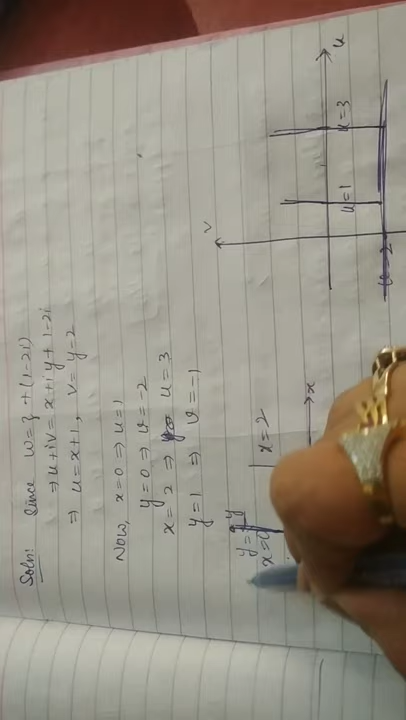 Soln: Since w = z + (1-2i)
⇒ u+iv = x+iy+1-2i
⇒ u = x+1, v = y-2
Now, x=0 ⇒ u=1
y=0 ⇒ v=-2
x=2 ⇒ u=3
y=1 ⇒ v=-1
y
x=0
x=2
x
v
u
u=1
u=3